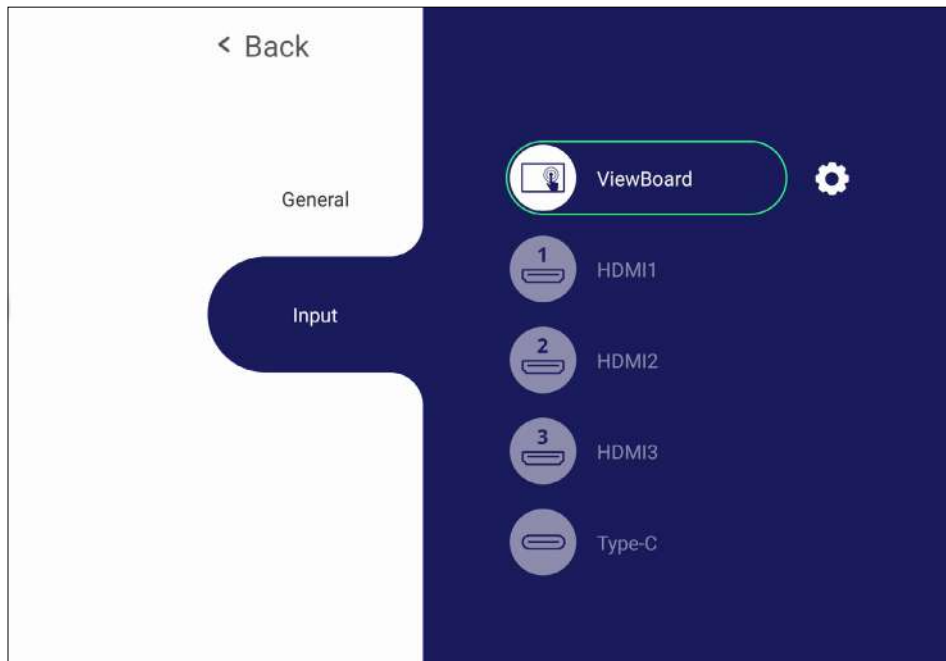 < Back
General
Input
ViewBoard
1
HDMI1
2
HDMI2
3
HDMI3
Type-C